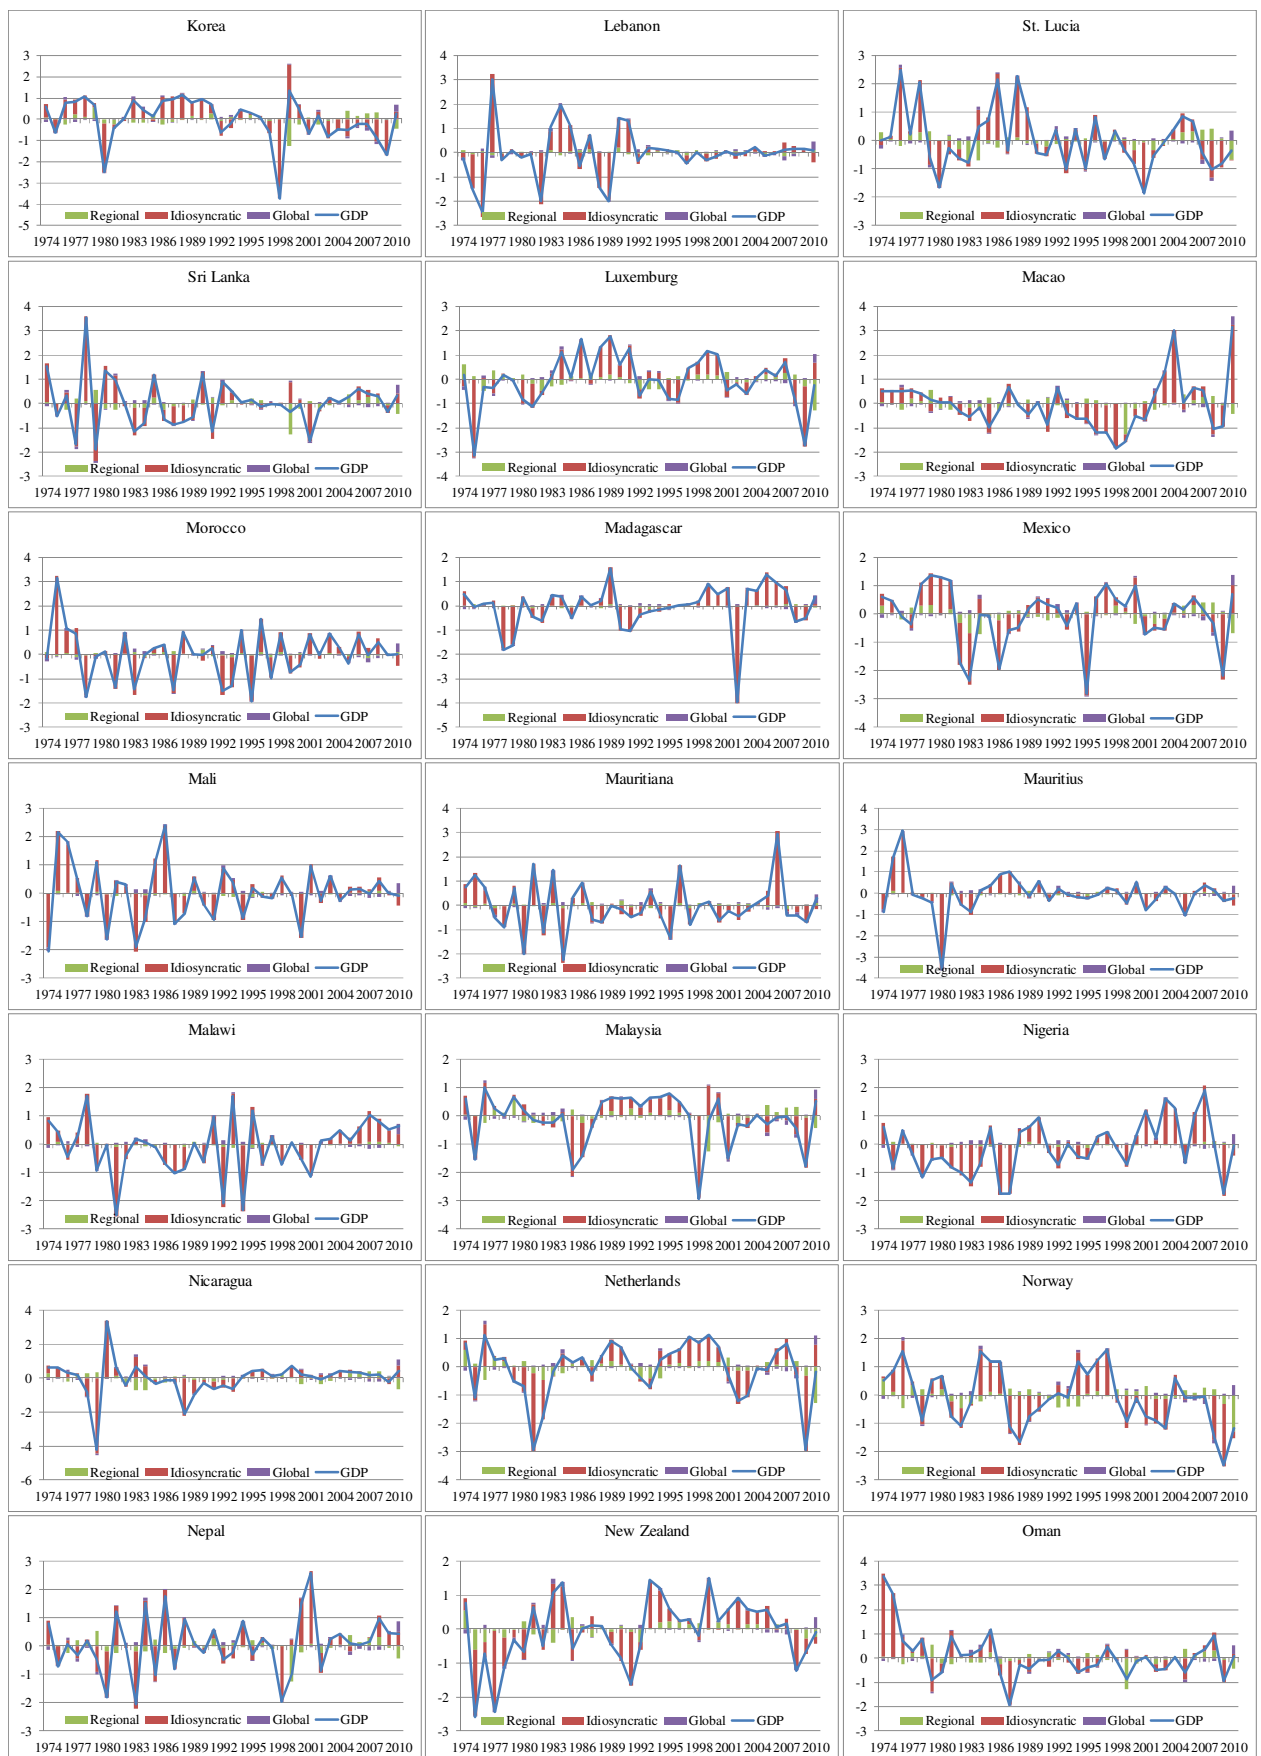 Korea
3
2
1
0
-1
-2
-3
-4
-5
Regional Idiosyncratic Global GDP
1974 1977 1980 1983 1986 1989 1992 1995 1998 2001 2004 2007 2010
Lebanon
4
3
2
1
0
-1
-2
-3
Regional Idiosyncratic Global GDP
1974 1977 1980 1983 1986 1989 1992 1995 1998 2001 2004 2007 2010
St. Lucia
3
2
1
0
-1
-2
-3
Regional Idiosyncratic Global GDP
1974 1977 1980 1983 1986 1989 1992 1995 1998 2001 2004 2007 2010
Sri Lanka
4
3
2
1
0
-1
-2
-3
Regional Idiosyncratic Global GDP
1974 1977 1980 1983 1986 1989 1992 1995 1998 2001 2004 2007 2010
Luxemburg
3
2
1
0
-1
-2
-3
-4
Regional Idiosyncratic Global GDP
1974 1977 1980 1983 1986 1989 1992 1995 1998 2001 2004 2007 2010
Macao
4
3
2
1
0
-1
-2
-3
Regional Idiosyncratic Global GDP
1974 1977 1980 1983 1986 1989 1992 1995 1998 2001 2004 2007 2010
Morocco
4
3
2
1
0
-1
-2
-3
Regional Idiosyncratic Global GDP
1974 1977 1980 1983 1986 1989 1992 1995 1998 2001 2004 2007 2010
Madagascar
2
1
0
-1
-2
-3
-4
-5
Regional Idiosyncratic Global GDP
1974 1977 1980 1983 1986 1989 1992 1995 1998 2001 2004 2007 2010
Mexico
2
1
0
-1
-2
-3
-4
Regional Idiosyncratic Global GDP
1974 1977 1980 1983 1986 1989 1992 1995 1998 2001 2004 2007 2010
Mali
3
2
1
0
-1
-2
-3
Regional Idiosyncratic Global GDP
1974 1977 1980 1983 1986 1989 1992 1995 1998 2001 2004 2007 2010
Mauritiana
4
3
2
1
0
-1
-2
-3
Regional Idiosyncratic Global GDP
1974 1977 1980 1983 1986 1989 1992 1995 1998 2001 2004 2007 2010
Mauritius
4
3
2
1
0
-1
-2
-3
-4
Regional Idiosyncratic Global GDP
1974 1977 1980 1983 1986 1989 1992 1995 1998 2001 2004 2007 2010
Malawi
3
2
1
0
-1
-2
-3
Regional Idiosyncratic Global GDP
1974 1977 1980 1983 1986 1989 1992 1995 1998 2001 2004 2007 2010
Malaysia
2
1
0
-1
-2
-3
-4
Regional Idiosyncratic Global GDP
1974 1977 1980 1983 1986 1989 1992 1995 1998 2001 2004 2007 2010
Nigeria
3
2
1
0
-1
-2
-3
Regional Idiosyncratic Global GDP
1974 1977 1980 1983 1986 1989 1992 1995 1998 2001 2004 2007 2010
Nicaragua
4
2
0
-2
-4
-6
Regional Idiosyncratic Global GDP
1974 1977 1980 1983 1986 1989 1992 1995 1998 2001 2004 2007 2010
Netherlands
2
1
0
-1
-2
-3
-4
Regional Idiosyncratic Global GDP
1974 1977 1980 1983 1986 1989 1992 1995 1998 2001 2004 2007 2010
Norway
3
2
1
0
-1
-2
-3
Regional Idiosyncratic Global GDP
1974 1977 1980 1983 1986 1989 1992 1995 1998 2001 2004 2007 2010
Nepal
3
2
1
0
-1
-2
-3
Regional Idiosyncratic Global GDP
1974 1977 1980 1983 1986 1989 1992 1995 1998 2001 2004 2007 2010
New Zealand
2
1
0
-1
-2
-3
Regional Idiosyncratic Global GDP
1974 1977 1980 1983 1986 1989 1992 1995 1998 2001 2004 2007 2010
Oman
4
3
2
1
0
-1
-2
-3
Regional Idiosyncratic Global GDP
1974 1977 1980 1983 1986 1989 1992 1995 1998 2001 2004 2007 2010